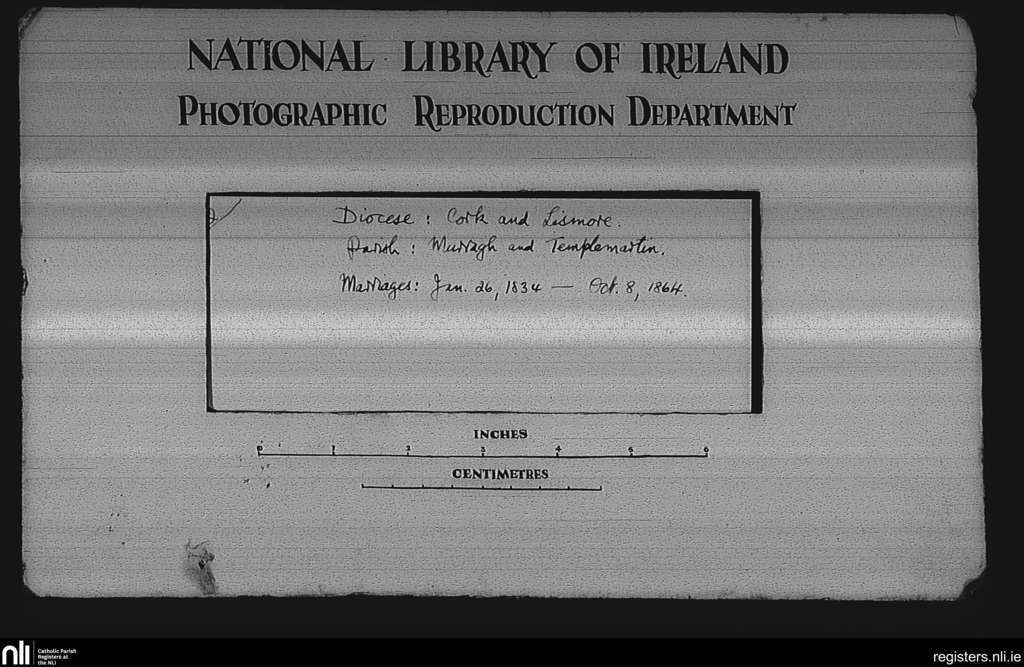 NATIONAL LIBRARY OF IRELAND
PHOTOGRAPHIC REPRODUCTION DEPARTMENT
Diocese : Cork and Lismore.
Parish : Murragh and Templemartin.
Marriages: Jan. 26, 1834 — Oct. 8, 1864.
INCHES
0 1 2 3 4 5 6
CENTIMETRES
nli Catholic Parish
Registers at
the NLI
registers.nli.ie